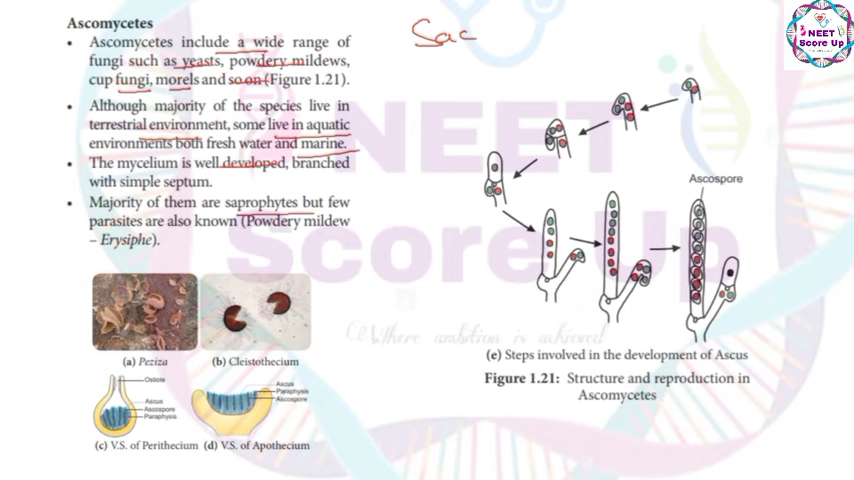 Ascomycetes
• Ascomycetes include a wide range of
fungi such as yeasts, powdery mildews,
cup fungi, morels and so on (Figure 1.21).
• Although majority of the species live in
terrestrial environment, some live in aquatic
environments both fresh water and marine.
• The mycelium is well developed, branched
with simple septum.
• Majority of them are saprophytes but few
parasites are also known (Powdery mildew
– Erysiphe).
(a) Peziza
(b) Cleistothecium
Ostiole
Ascus
Ascospore
Paraphysis
Ascus
Paraphysis
Ascospore
(c) V.S. of Perithecium (d) V.S. of Apothecium
Sac
Ascospore
(e) Steps involved in the development of Ascus
Figure 1.21: Structure and reproduction in
Ascomycetes
NEET
Score Up
Where ambition is achieved
NEET
Score Up